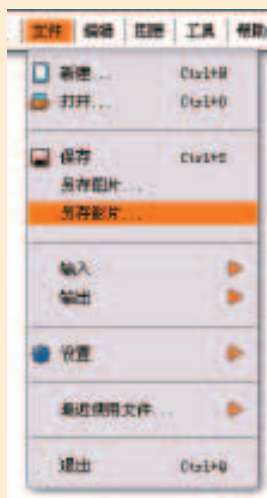 文件 编辑 图层 工具 帮助
新建... Ctrl+N
打开... Ctrl+O
保存 Ctrl+S
另存图片...
另存影片...
输入
输出
设置
最近使用文件...
退出 Ctrl+Q